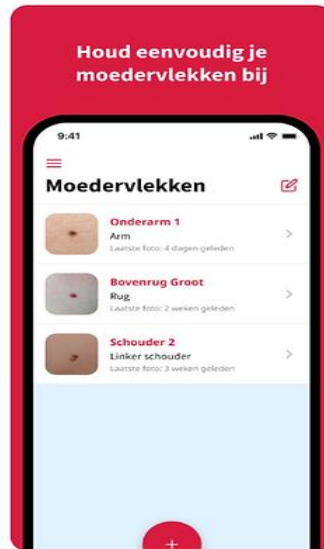 Houd eenvoudig je
moedervlekken bij
9:41
Moedervlekken
Onderarm 1
Arm
Laatste foto: 4 dagen geleden
Bovenrug Groot
Rug
Laatste foto: 2 weken geleden
Schouder 2
Linker schouder
Laatste foto: 3 weken geleden
+